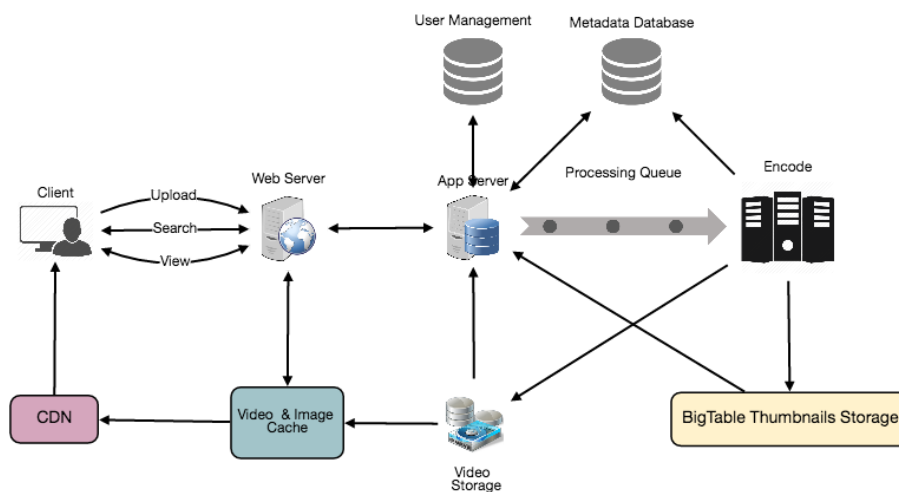 User Management
Metadata Database
Client
Upload
Search
View
Web Server
App Server
Processing Queue
Encode
CDN
Video & Image
Cache
Video
Storage
BigTable Thumbnails Storage